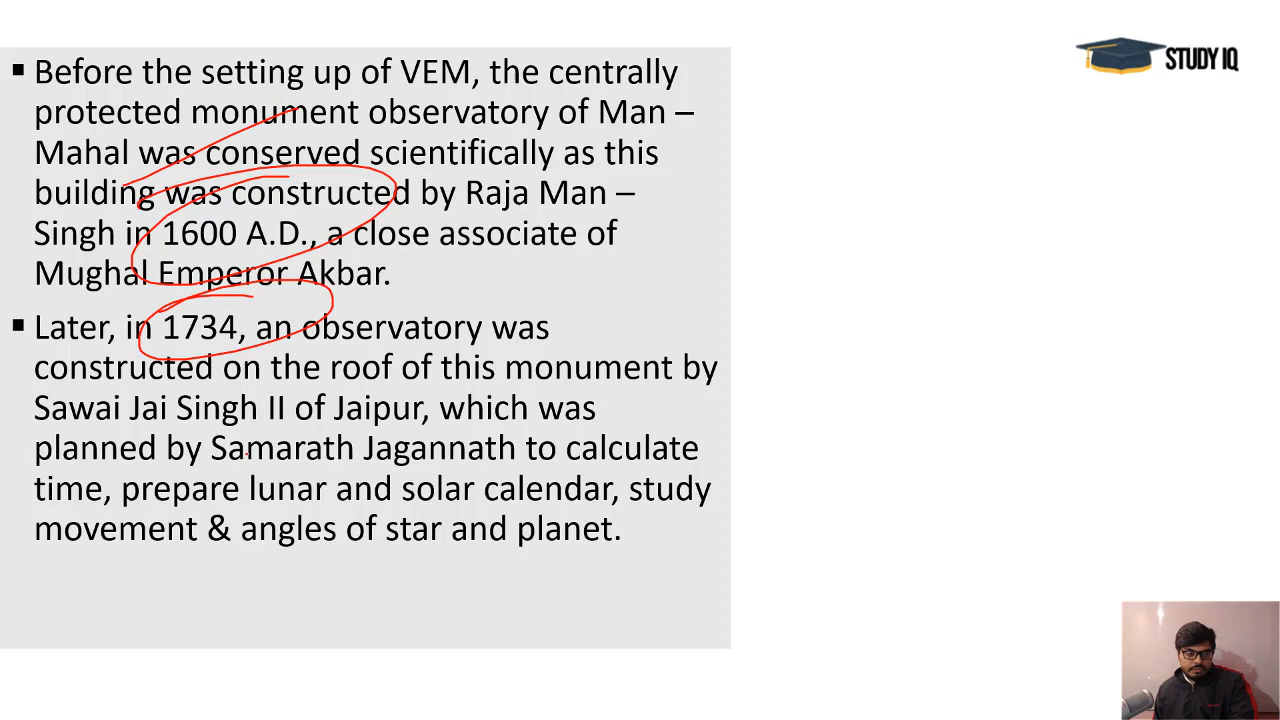 ▪ Before the setting up of VEM, the centrally
protected monument observatory of Man –
Mahal was conserved scientifically as this
building was constructed by Raja Man –
Singh in 1600 A.D., a close associate of
Mughal Emperor Akbar.
▪ Later, in 1734, an observatory was
constructed on the roof of this monument by
Sawai Jai Singh II of Jaipur, which was
planned by Samarath Jagannath to calculate
time, prepare lunar and solar calendar, study
movement & angles of star and planet.
STUDY IQ